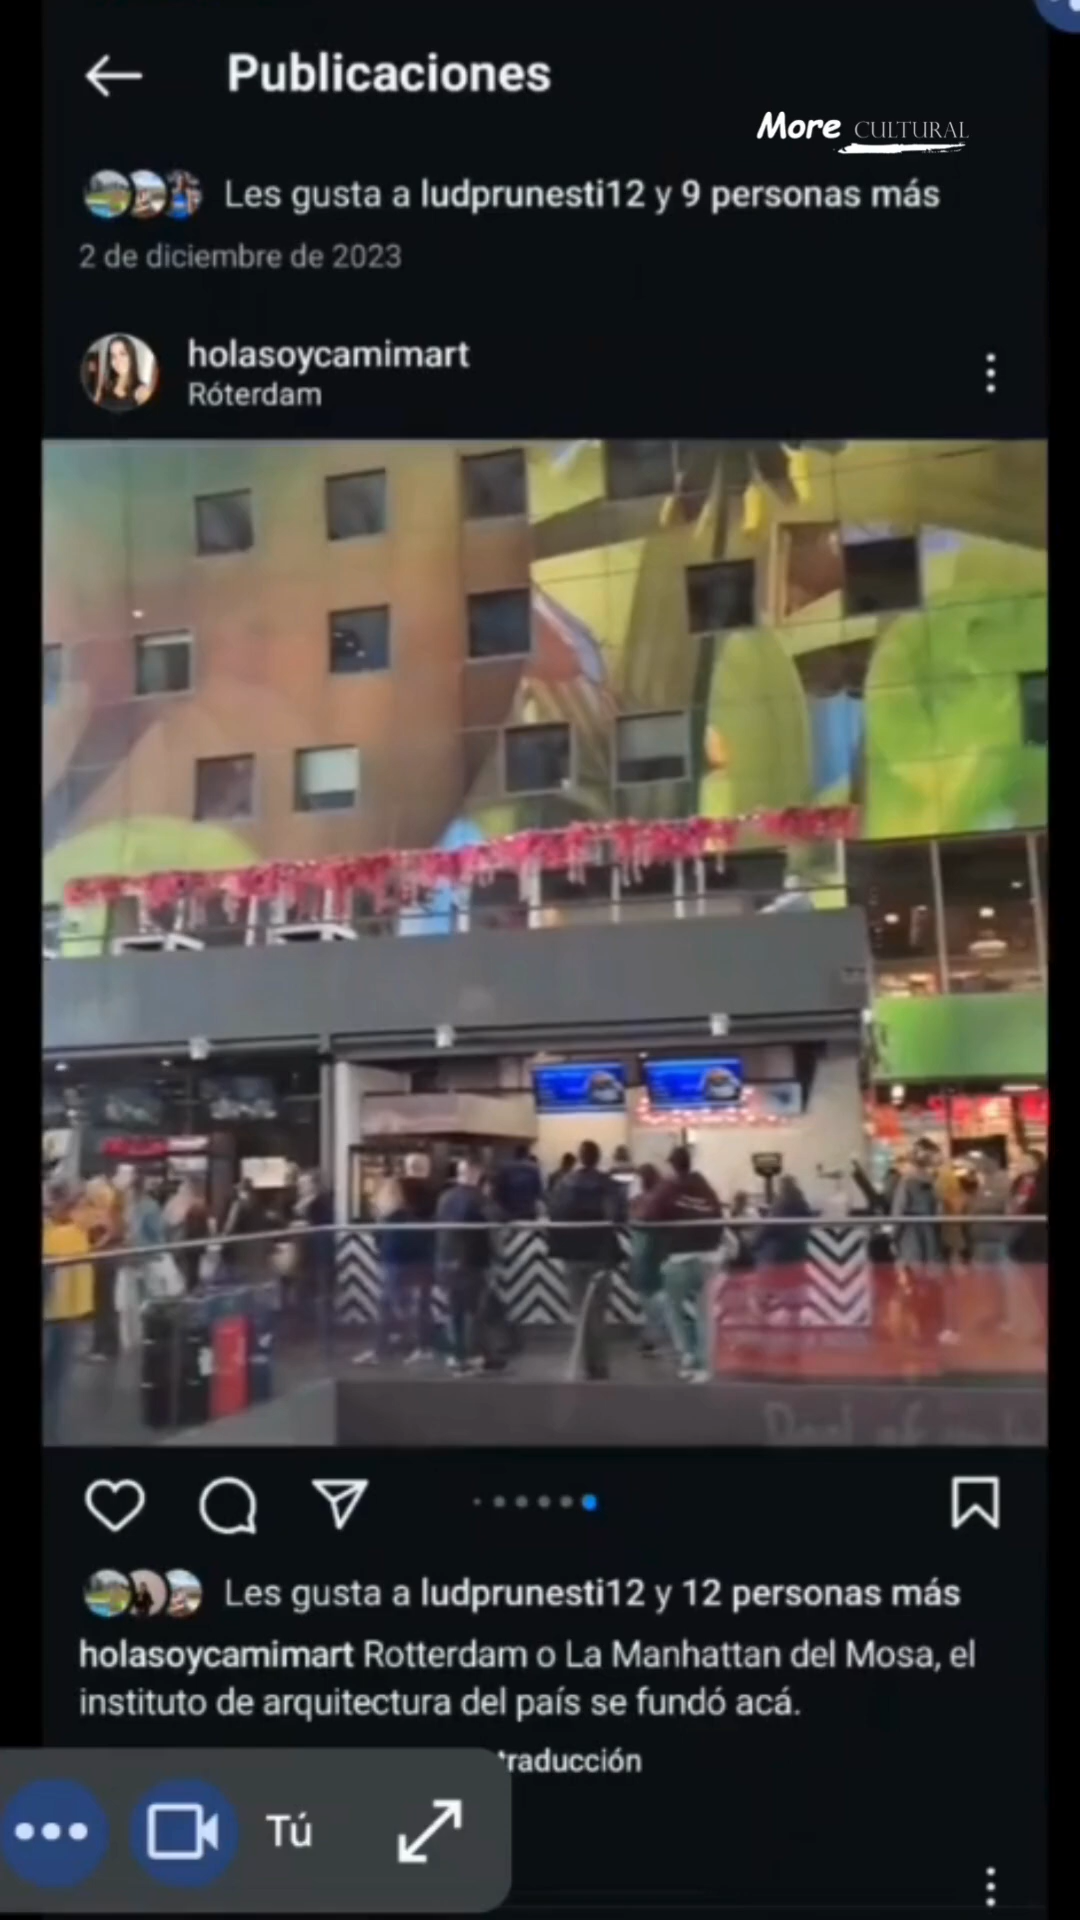 Publicaciones
More CULTURAL
Les gusta a ludprunesti12 y 9 personas más
2 de diciembre de 2023
holasoycamimart
Róterdam
Les gusta a ludprunesti12 y 12 personas más
holasoycamimart Rotterdam o La Manhattan del Mosa, el
instituto de arquitectura del país se fundó acá.
traducción
Tú